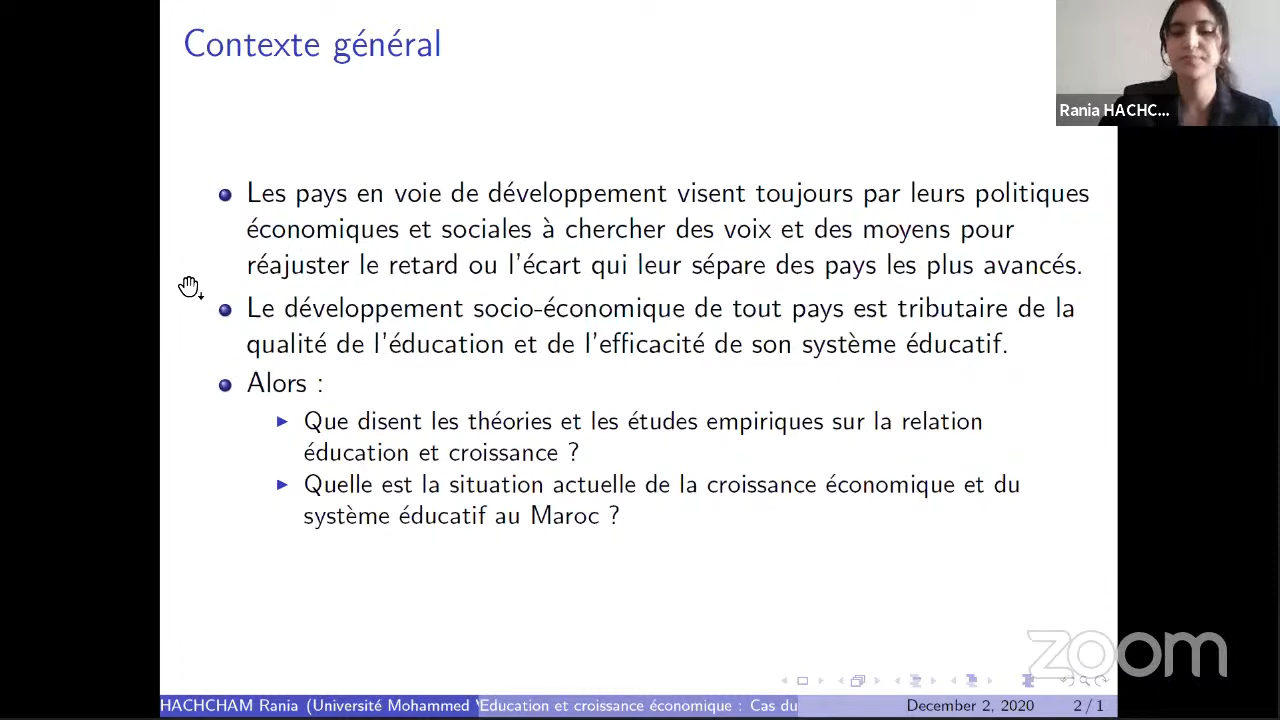 Contexte général
Rania HACHC...
Les pays en voie de développement visent toujours par leurs politiques
économiques et sociales à chercher des voix et des moyens pour
réajuster le retard ou l'écart qui leur sépare des pays les plus avancés.
Le développement socio-économique de tout pays est tributaire de la
qualité de l'éducation et de l'efficacité de son système éducatif.
Alors :
Que disent les théories et les études empiriques sur la relation
éducation et croissance ?
Quelle est la situation actuelle de la croissance économique et du
système éducatif au Maroc ?
zoom
HACHCHAM Rania (Université Mohammed
Education et croissance économique : Cas du
December 2, 2020
2 / 1